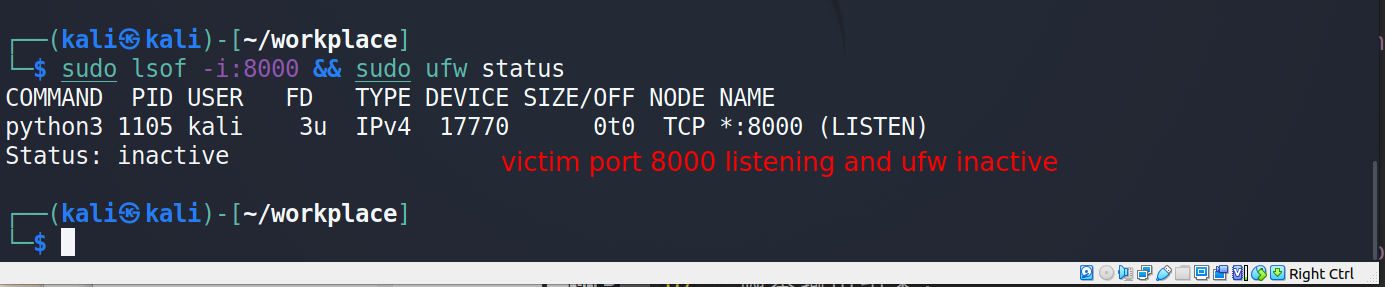 ┌──(kali㉿kali)-[~/workplace]
└─$ sudo lsof -i:8000 && sudo ufw status
COMMAND  PID USER   FD   TYPE DEVICE SIZE/OFF NODE NAME
python3 1105 kali    3u  IPv4  17770      0t0  TCP *:8000 (LISTEN)
Status: inactive
victim port 8000 listening and ufw inactive
┌──(kali㉿kali)-[~/workplace]
└─$
Right Ctrl